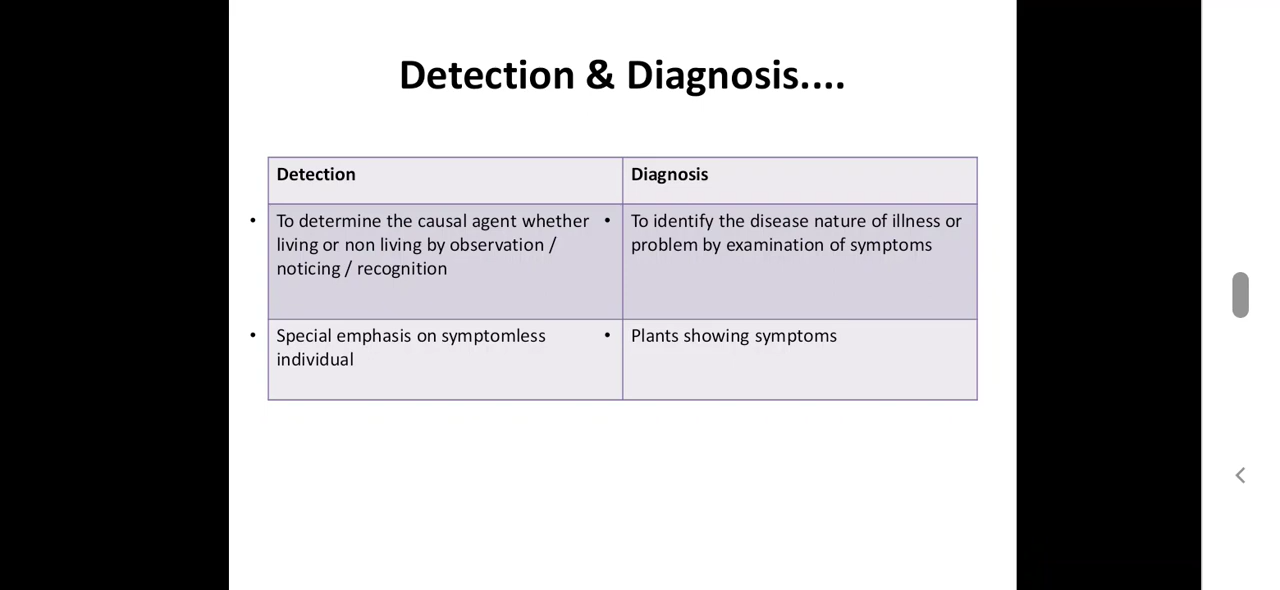 Detection & Diagnosis....
Detection
Diagnosis
• To determine the causal agent whether
living or non living by observation /
noticing / recognition
• To identify the disease nature of illness or
problem by examination of symptoms
• Special emphasis on symptomless
individual
• Plants showing symptoms